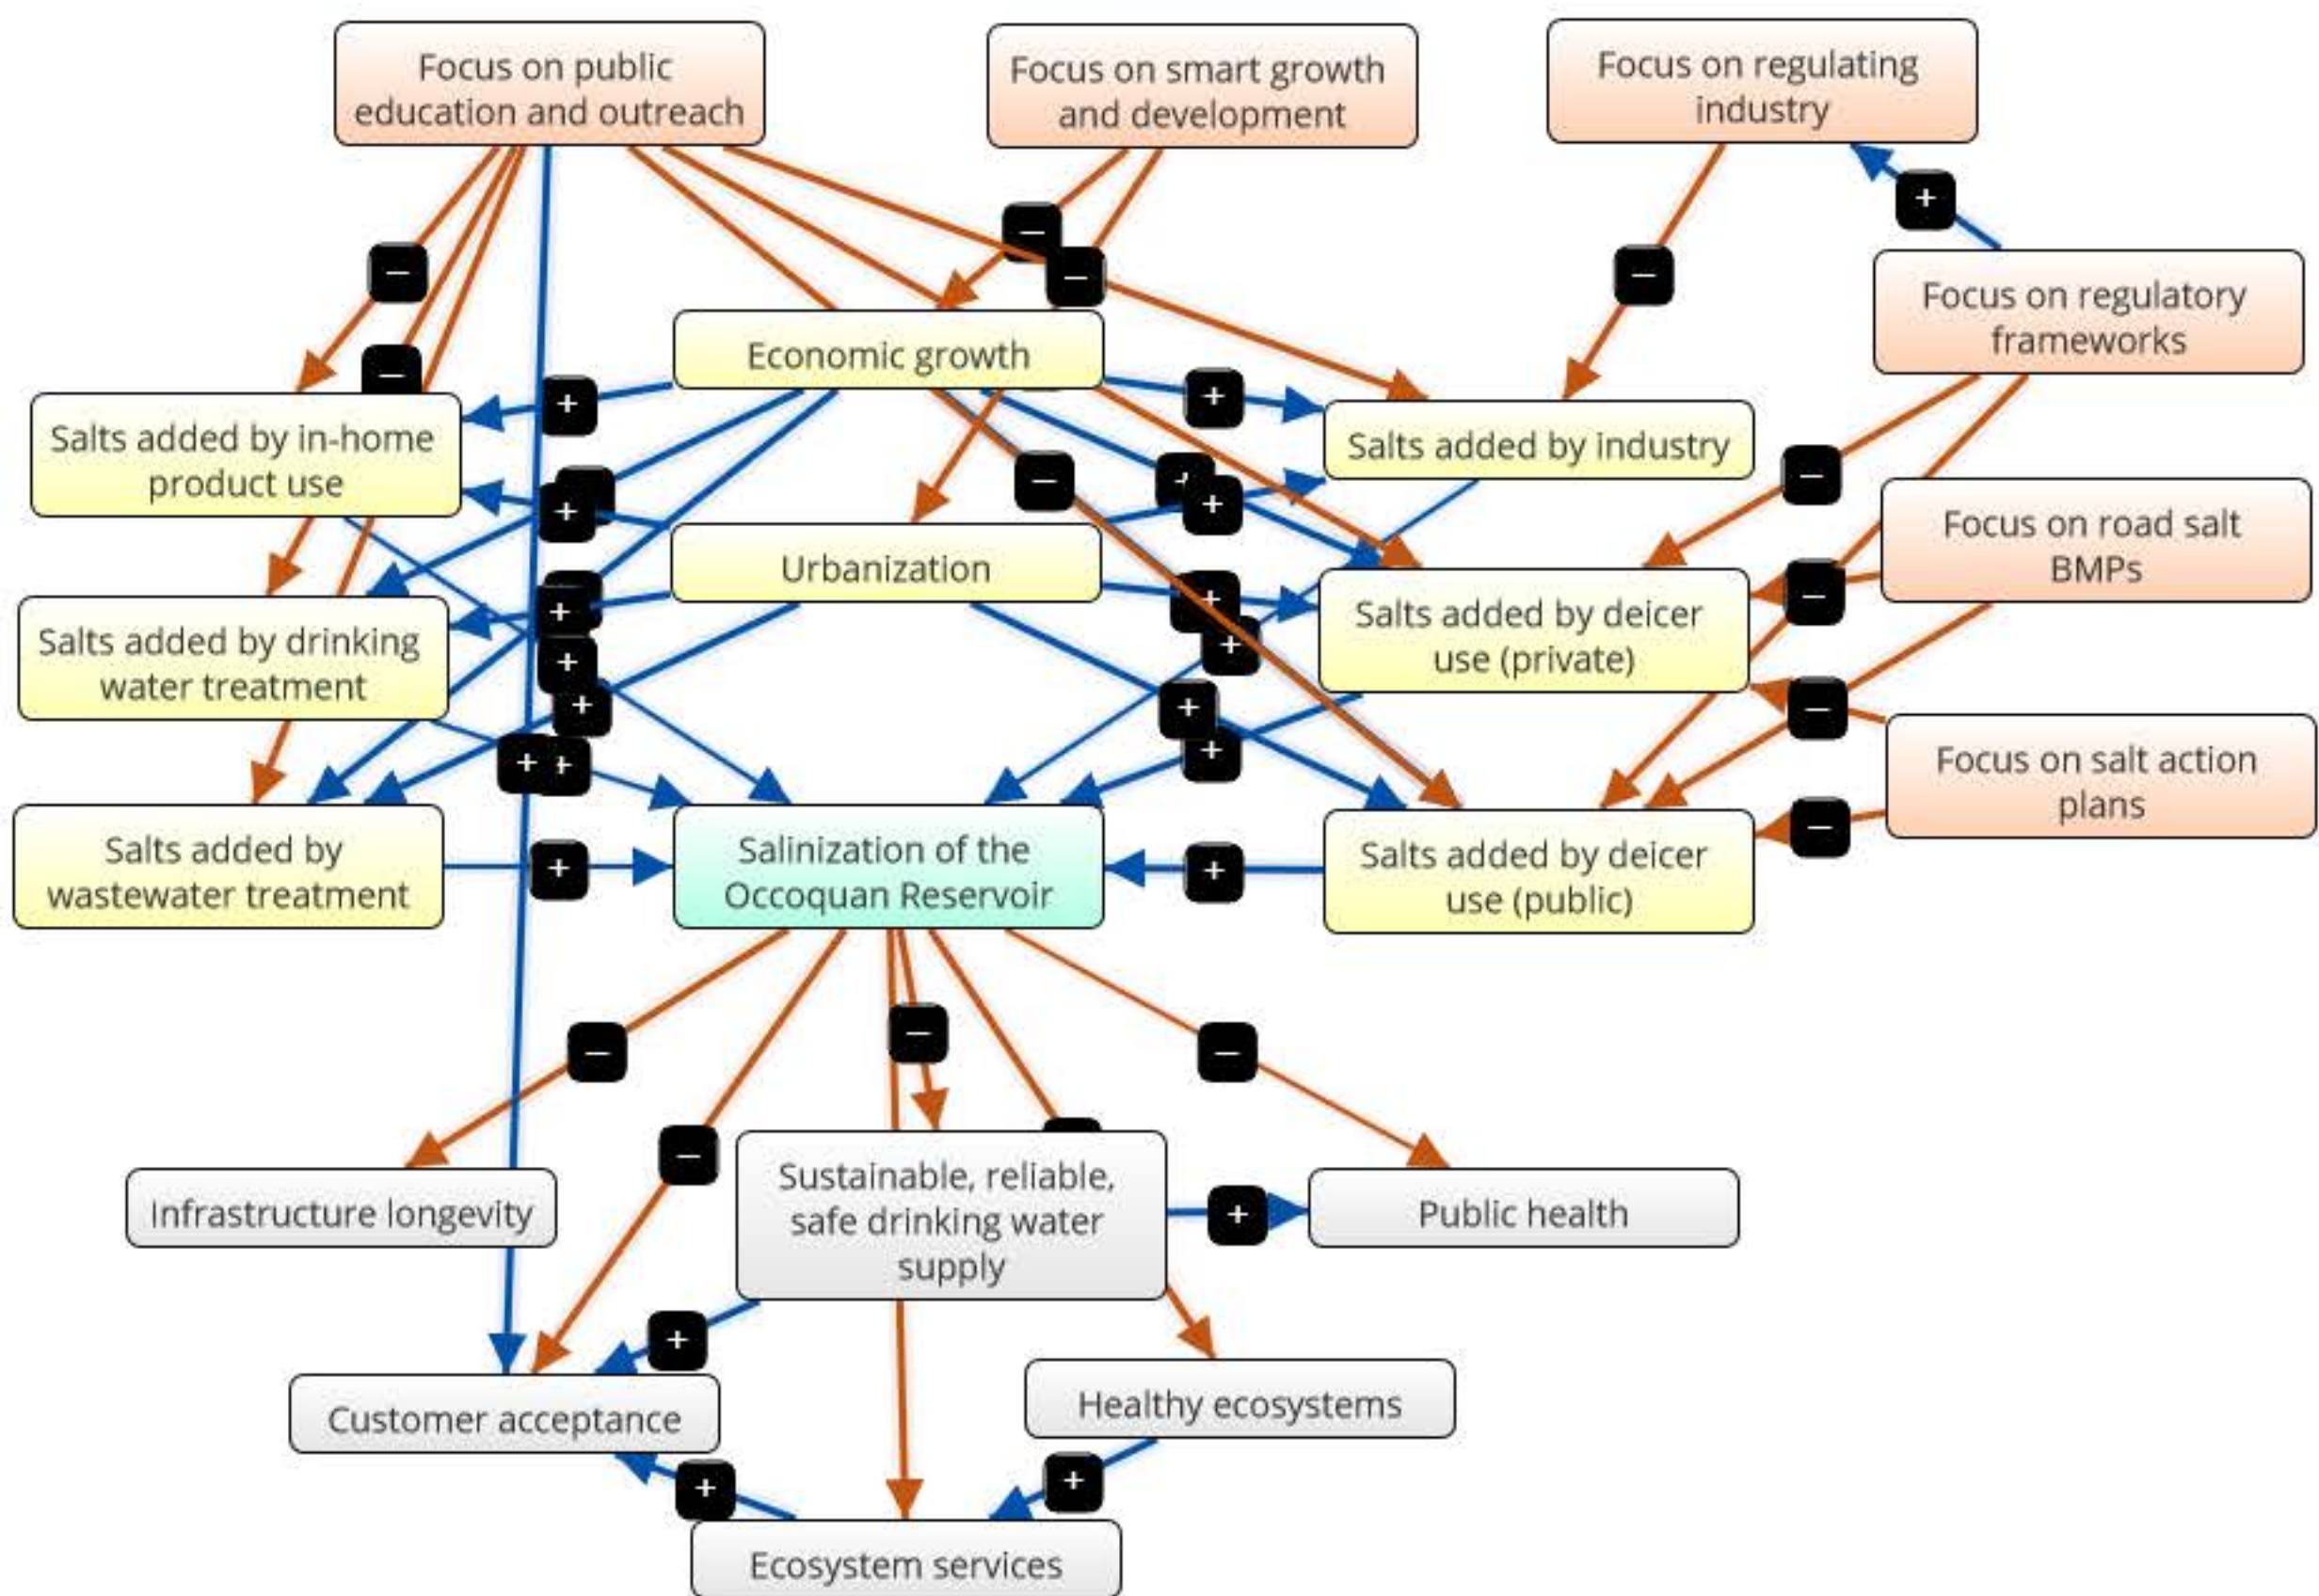 Focus on public
education and outreach
Focus on smart growth
and development
Focus on regulating
industry
+
−
−
−
−
Focus on regulatory
frameworks
Economic growth
−
+
+
Salts added by in-home
product use
Salts added by industry
−
−
+
+
+
Focus on road salt
BMPs
Urbanization
−
+
+
Salts added by deicer
use (private)
+
Salts added by drinking
water treatment
+
+
+
−
+
+
+
Focus on salt action
plans
−
Salts added by
wastewater treatment
+
Salinization of the
Occoquan Reservoir
+
Salts added by deicer
use (public)
−
−
−
−
Sustainable, reliable,
safe drinking water
supply
Infrastructure longevity
+
Public health
+
Customer acceptance
Healthy ecosystems
+
+
Ecosystem services